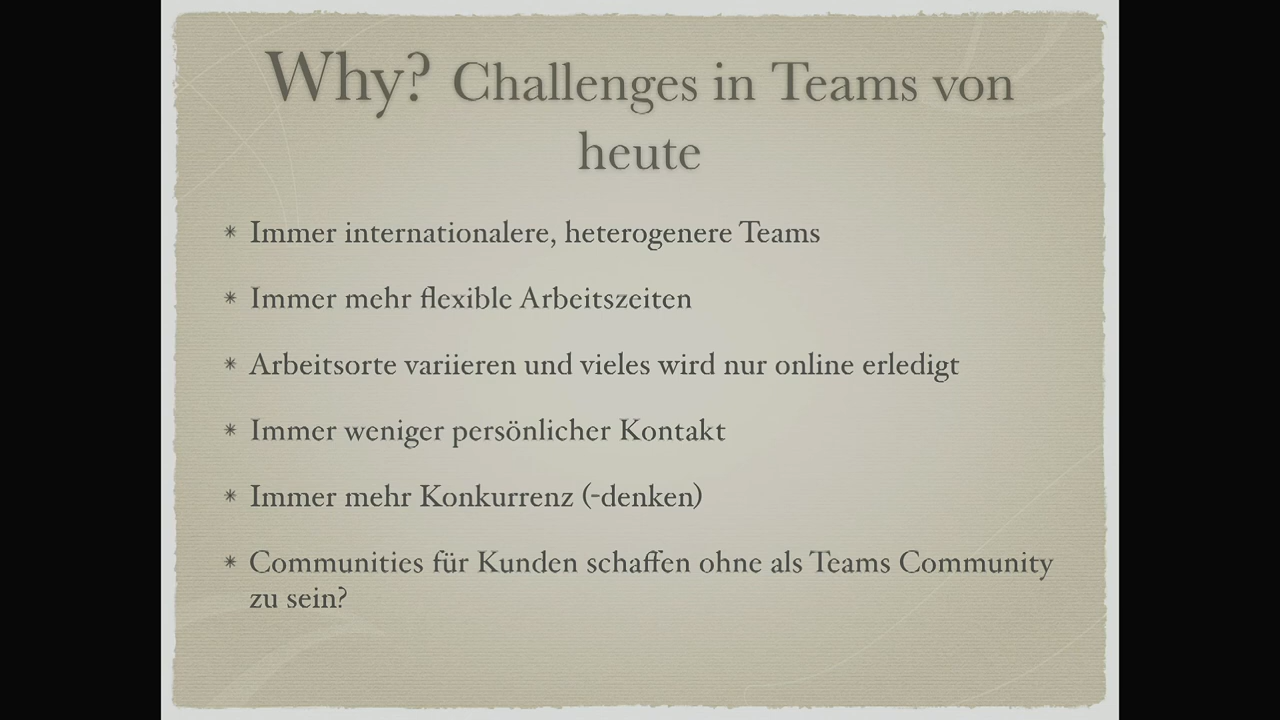 Why? Challenges in Teams von
heute
* Immer internationalere, heterogenere Teams
* Immer mehr flexible Arbeitszeiten
* Arbeitsorte variieren und vieles wird nur online erledigt
* Immer weniger persönlicher Kontakt
* Immer mehr Konkurrenz (-denken)
* Communities für Kunden schaffen ohne als Teams Community
zu sein?